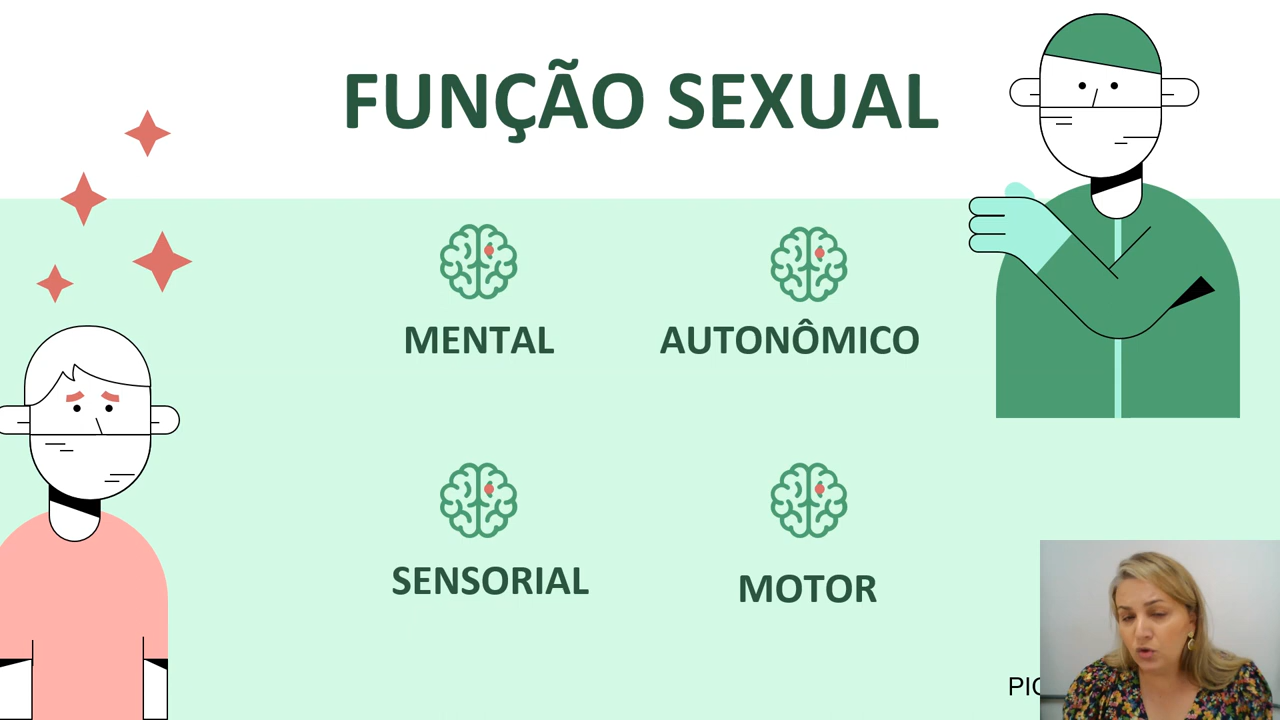 FUNÇÃO SEXUAL
MENTAL
AUTONÔMICO
SENSORIAL
MOTOR